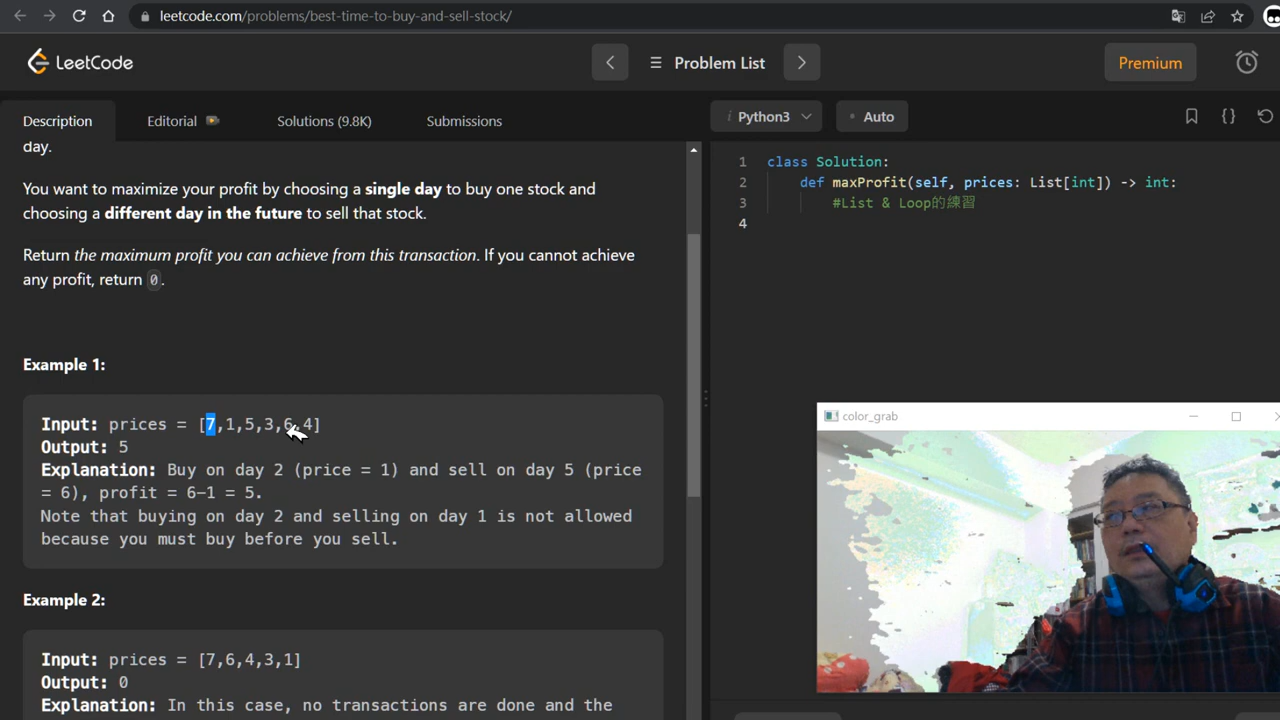 leetcode.com/problems/best-time-to-buy-and-sell-stock/
LeetCode
Problem List
Premium
Description
Editorial
Solutions (9.8K)
Submissions
i Python3
Auto
day.
You want to maximize your profit by choosing a single day to buy one stock and
choosing a different day in the future to sell that stock.
Return the maximum profit you can achieve from this transaction. If you cannot achieve
any profit, return 0.
Example 1:
Input: prices = [7,1,5,3,6,4]
Output: 5
Explanation: Buy on day 2 (price = 1) and sell on day 5 (price
= 6), profit = 6-1 = 5.
Note that buying on day 2 and selling on day 1 is not allowed
because you must buy before you sell.
Example 2:
Input: prices = [7,6,4,3,1]
Output: 0
Explanation: In this case, no transactions are done and the
1 class Solution:
2 def maxProfit(self, prices: List[int]) -> int:
3 #List & Loop的練習
4
color_grab